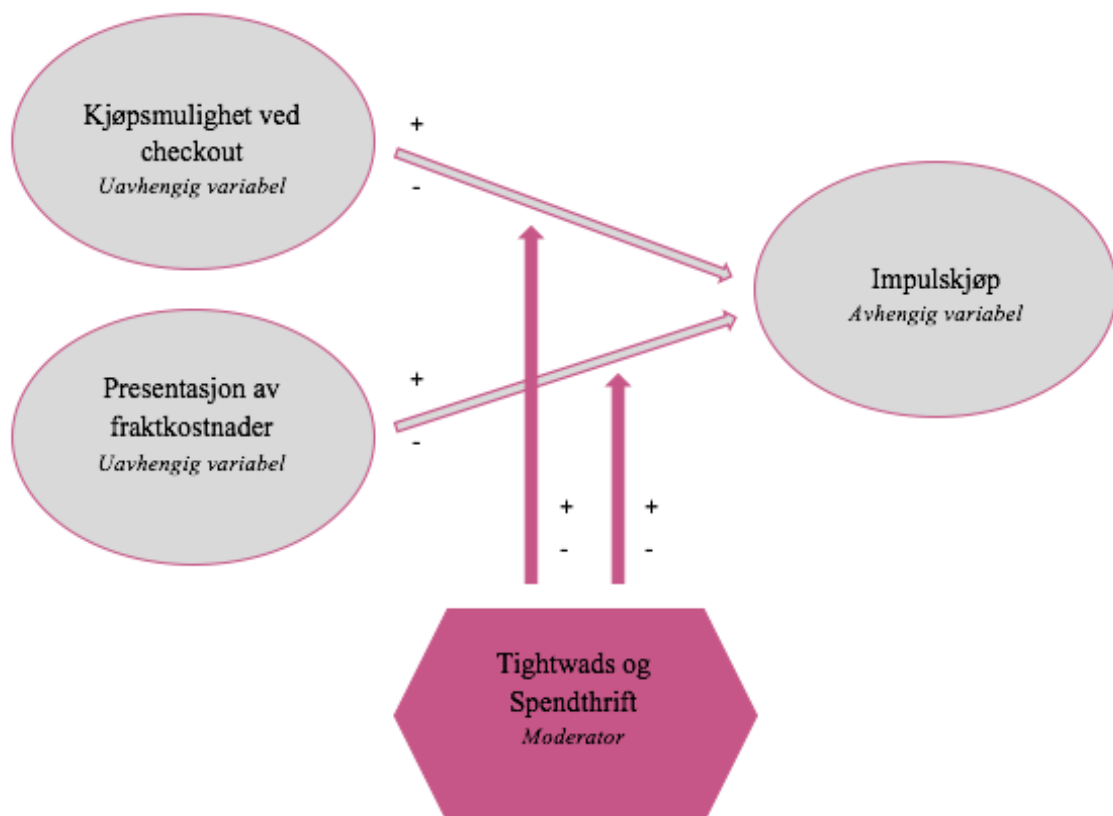 Kjøpsmulighet ved
checkout
Uavhengig variabel
+
-
Impulskjøp
Avhengig variabel
Presentasjon av
fraktkostnader
Uavhengig variabel
+
-
+
-
+
-
Tightwads og
Spendthrift
Moderator